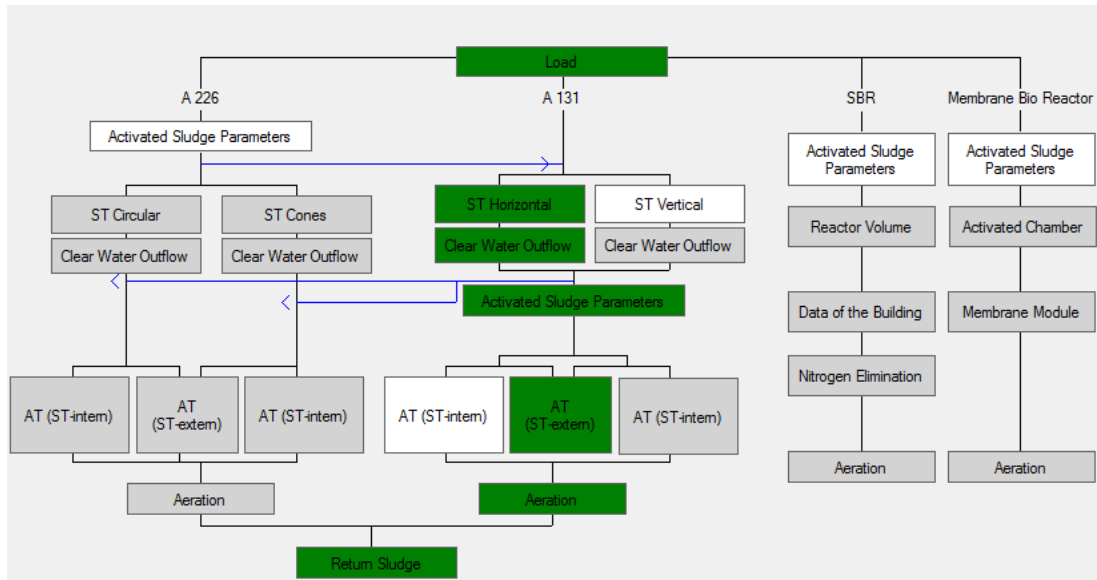 Load
A 226
A 131
SBR
Membrane Bio Reactor
Activated Sludge Parameters
Activated Sludge
Parameters
Activated Sludge
Parameters
ST Circular
ST Cones
ST Horizontal
ST Vertical
Reactor Volume
Activated Chamber
Clear Water Outflow
Clear Water Outflow
Clear Water Outflow
Clear Water Outflow
Activated Sludge Parameters
Data of the Building
Membrane Module
Nitrogen Elimination
AT (ST-intern)
AT
(ST-extern)
AT (ST-intern)
AT (ST-intern)
AT
(ST-extern)
AT (ST-intern)
Aeration
Aeration
Aeration
Aeration
Return Sludge